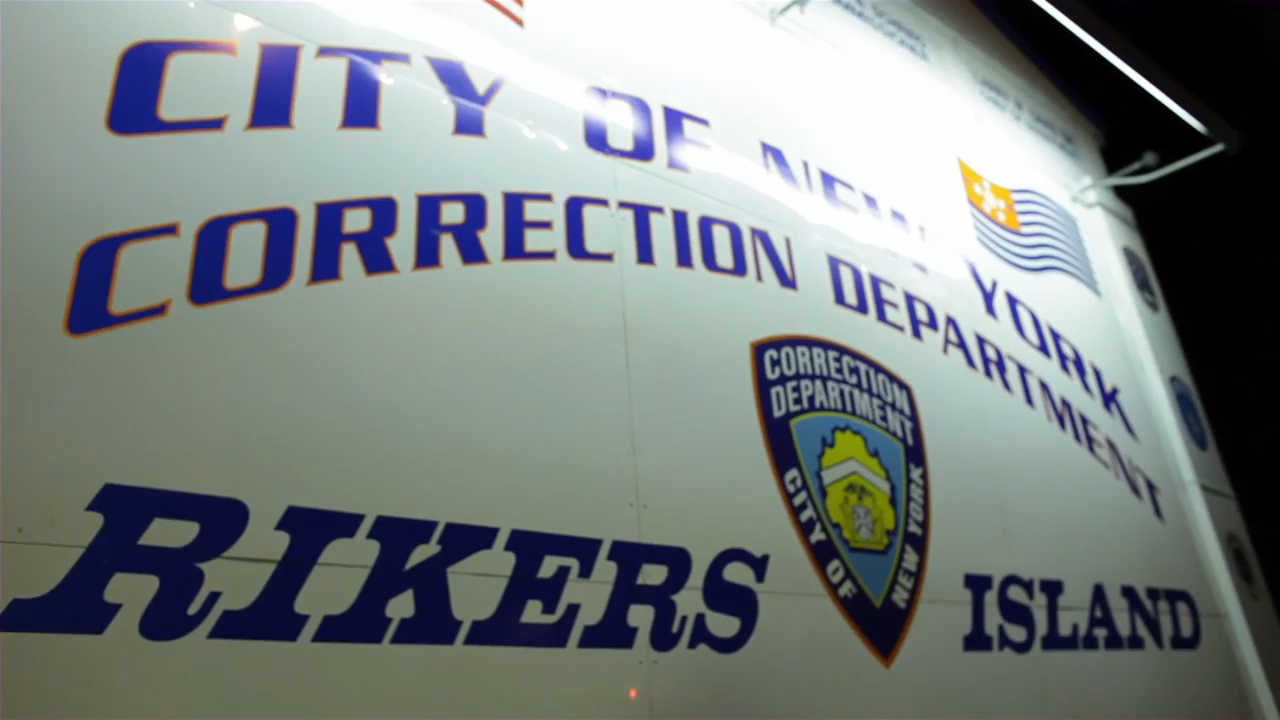 CITY OF NEW YORK
CORRECTION DEPARTMENT
CORRECTION
DEPARTMENT
CITY OF
NEW YORK
RIKERS ISLAND